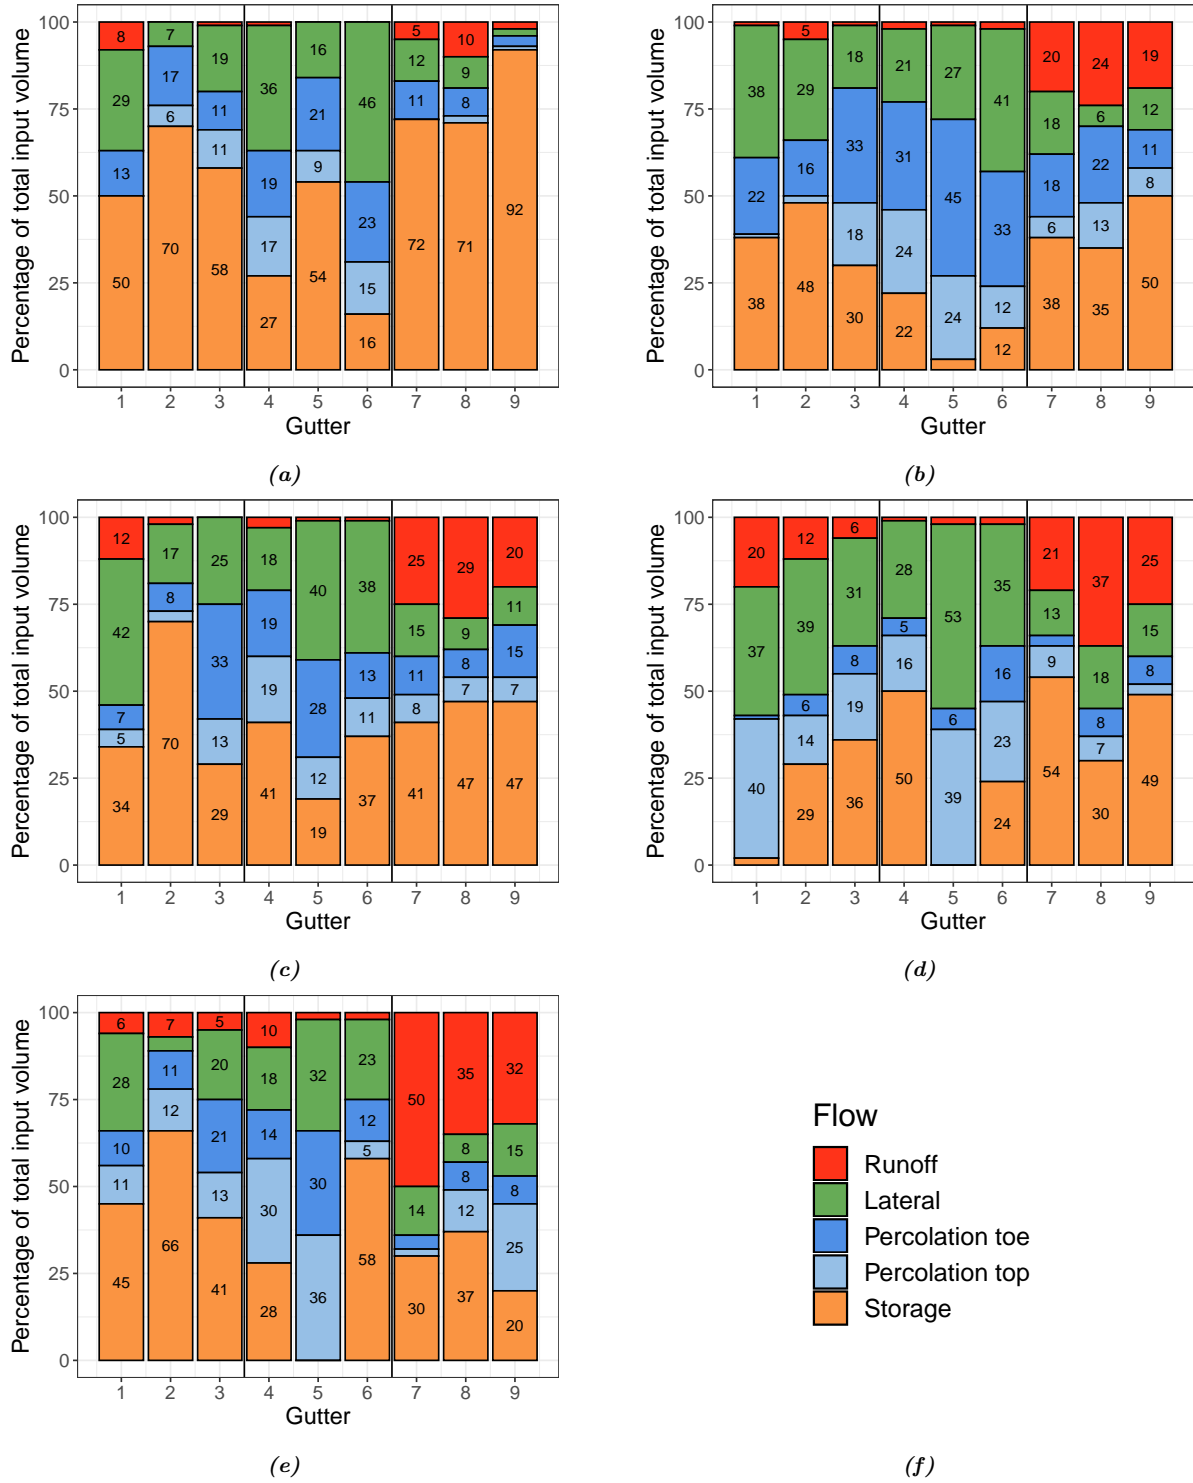 Percentage of total input volume
100
75
50
25
0
8 7 5 10
29 17 19 36 16 46 12 9
13 6 11 19 21 23 11 8
50 70 11 17 9 15 72 71 92
58 27 54 16
1 2 3 4 5 6 7 8 9
Gutter
(a)
Percentage of total input volume
100
75
50
25
0
5 20 24 19
38 29 18 21 27 41 18 6 12
22 16 33 31 45 33 18 22 11
38 48 18 24 24 12 6 13 8
30 22 12 38 35 50
1 2 3 4 5 6 7 8 9
Gutter
(b)
Percentage of total input volume
100
75
50
25
0
12 25 29 20
42 17 25 18 40 38 15 9 11
7 8 33 19 28 13 11 8 15
5 70 13 19 12 11 8 7 7
34 29 41 19 37 41 47 47
1 2 3 4 5 6 7 8 9
Gutter
(c)
Percentage of total input volume
100
75
50
25
0
20 12 6 21 37 25
37 39 31 28 53 35 13 18 15
40 6 8 5 6 16 9 8 8
14 19 16 39 23 54 7 49
29 36 50 24 30
1 2 3 4 5 6 7 8 9
Gutter
(d)
Percentage of total input volume
100
75
50
25
0
6 7 5 10 50 35 32
28 11 20 18 32 23 14 8 15
10 12 21 14 30 12 30 8 8
11 66 13 30 36 5 12 25
45 41 28 58 37 20
1 2 3 4 5 6 7 8 9
Gutter
(e)
Flow
Runoff
Lateral
Percolation toe
Percolation top
Storage
(f)